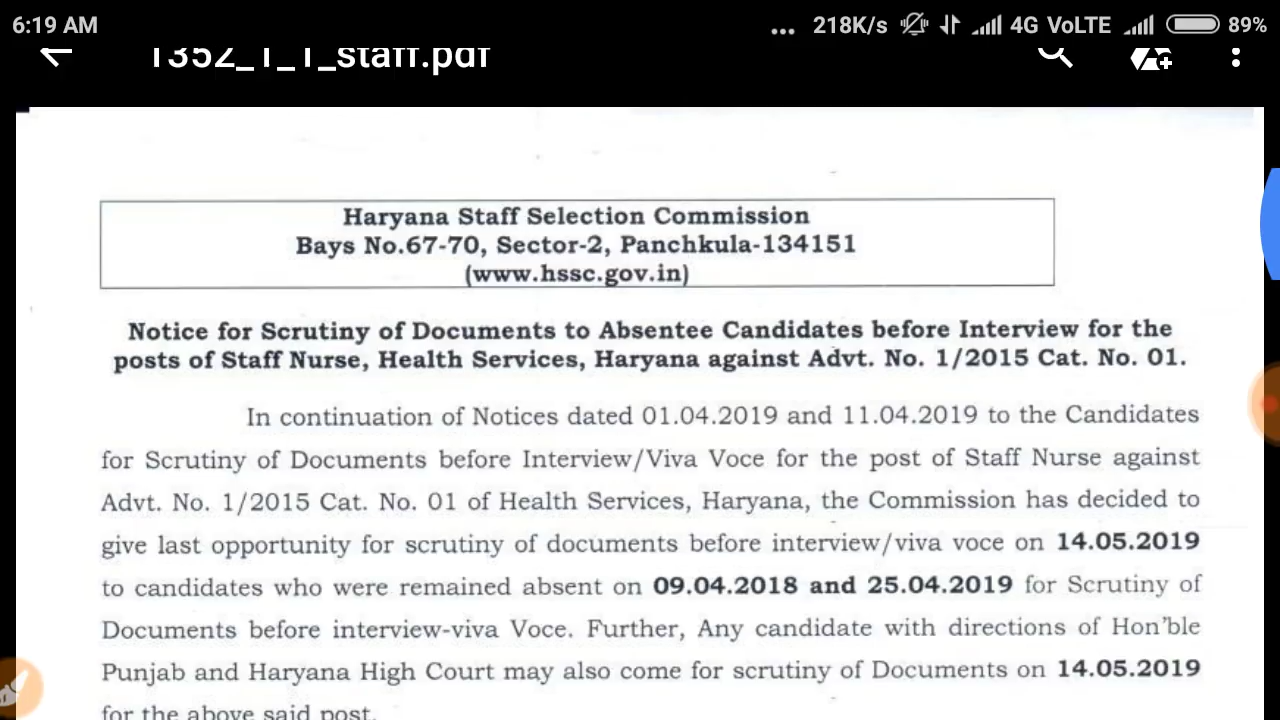 6:19 AM
... 218K/s 4G VoLTE 89%
1352_1_1_staff.pdf
Haryana Staff Selection Commission
Bays No.67-70, Sector-2, Panchkula-134151
(www.hssc.gov.in)
Notice for Scrutiny of Documents to Absentee Candidates before Interview for the
posts of Staff Nurse, Health Services, Haryana against Advt. No. 1/2015 Cat. No. 01.
In continuation of Notices dated 01.04.2019 and 11.04.2019 to the Candidates
for Scrutiny of Documents before Interview/Viva Voce for the post of Staff Nurse against
Advt. No. 1/2015 Cat. No. 01 of Health Services, Haryana, the Commission has decided to
give last opportunity for scrutiny of documents before interview/viva voce on 14.05.2019
to candidates who were remained absent on 09.04.2018 and 25.04.2019 for Scrutiny of
Documents before interview-viva Voce. Further, Any candidate with directions of Hon'ble
Punjab and Haryana High Court may also come for scrutiny of Documents on 14.05.2019
for the above said post.